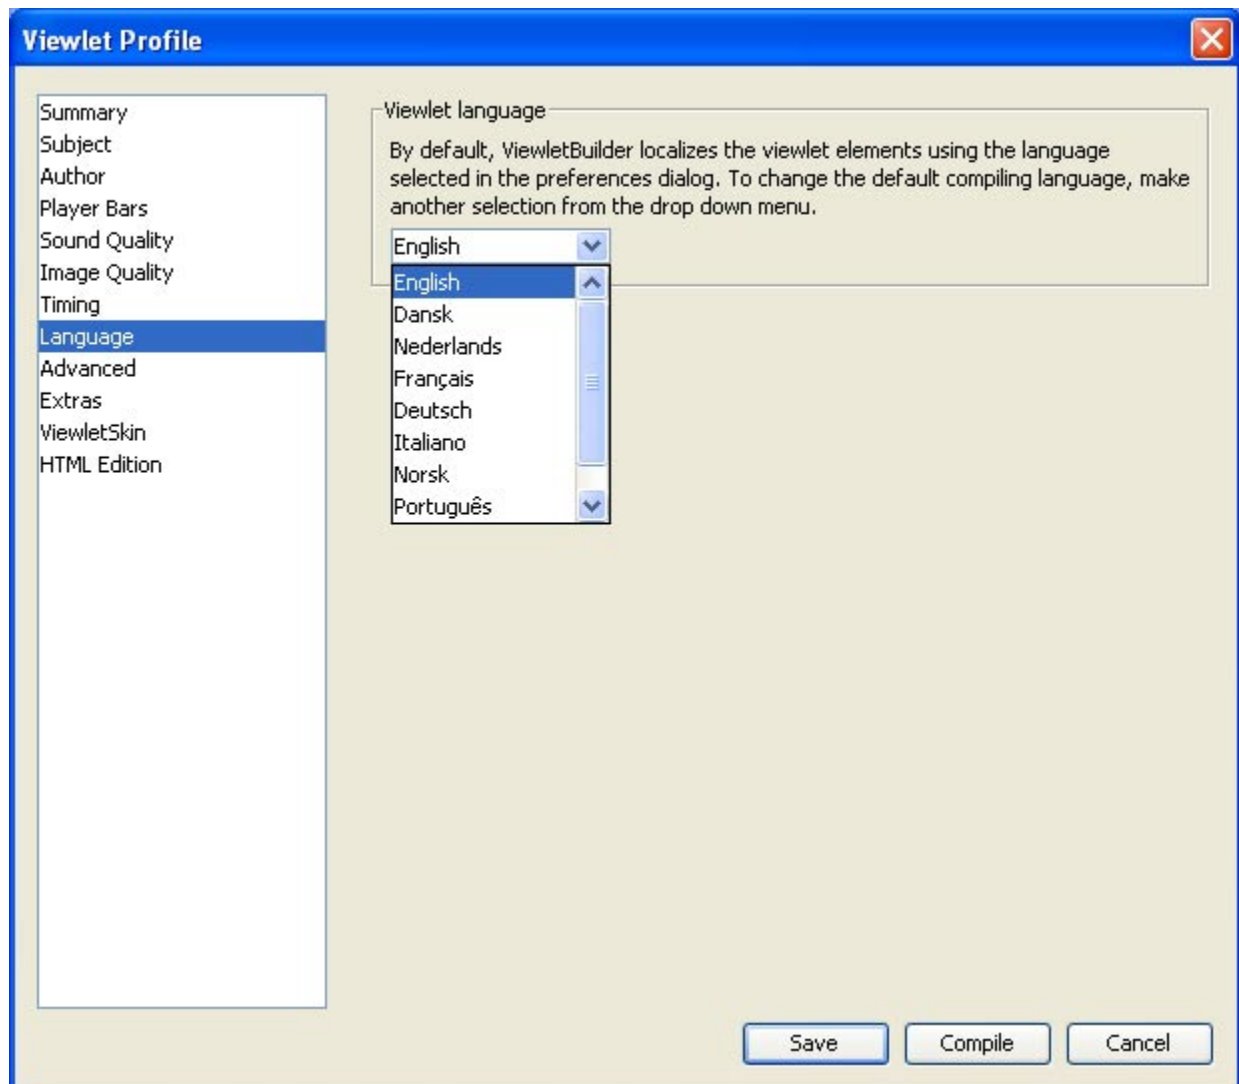 Viewlet Profile
Summary
Subject
Author
Player Bars
Sound Quality
Image Quality
Timing
Language
Advanced
Extras
ViewletSkin
HTML Edition
Viewlet language
By default, ViewletBuilder localizes the viewlet elements using the language
selected in the preferences dialog. To change the default compiling language, make
another selection from the drop down menu.
English
English
Dansk
Nederlands
Français
Deutsch
Italiano
Norsk
Português
Save
Compile
Cancel